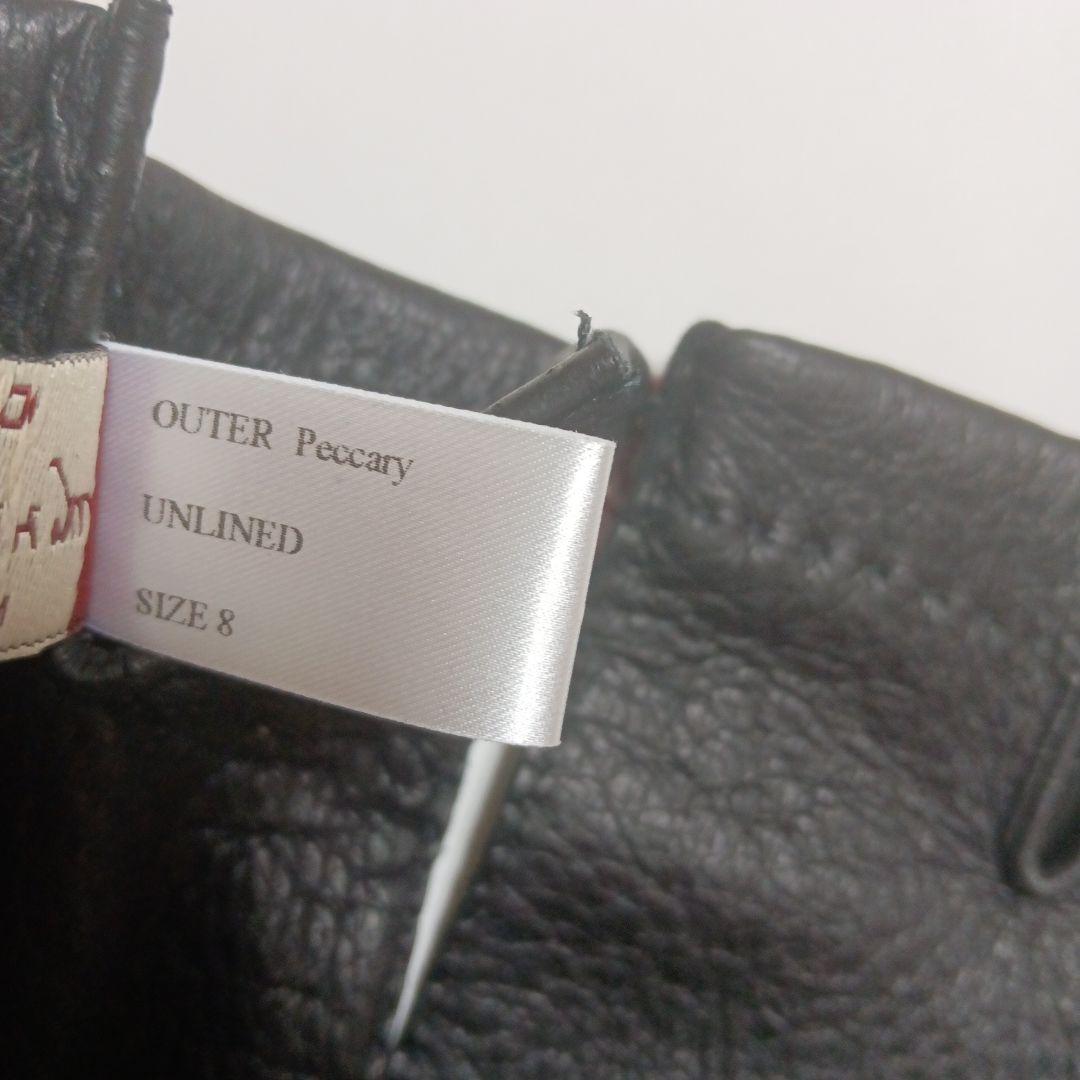 OUTER Peccary
UNLINED
SIZE 8